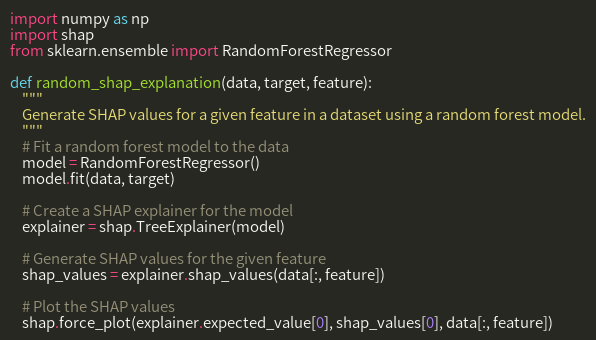 import numpy as np
import shap
from sklearn.ensemble import RandomForestRegressor

def random_shap_explanation(data, target, feature):
    """
    Generate SHAP values for a given feature in a dataset using a random forest model.
    """
    # Fit a random forest model to the data
    model = RandomForestRegressor()
    model.fit(data, target)

    # Create a SHAP explainer for the model
    explainer = shap.TreeExplainer(model)

    # Generate SHAP values for the given feature
    shap_values = explainer.shap_values(data[:, feature])

    # Plot the SHAP values
    shap.force_plot(explainer.expected_value[0], shap_values[0], data[:, feature])